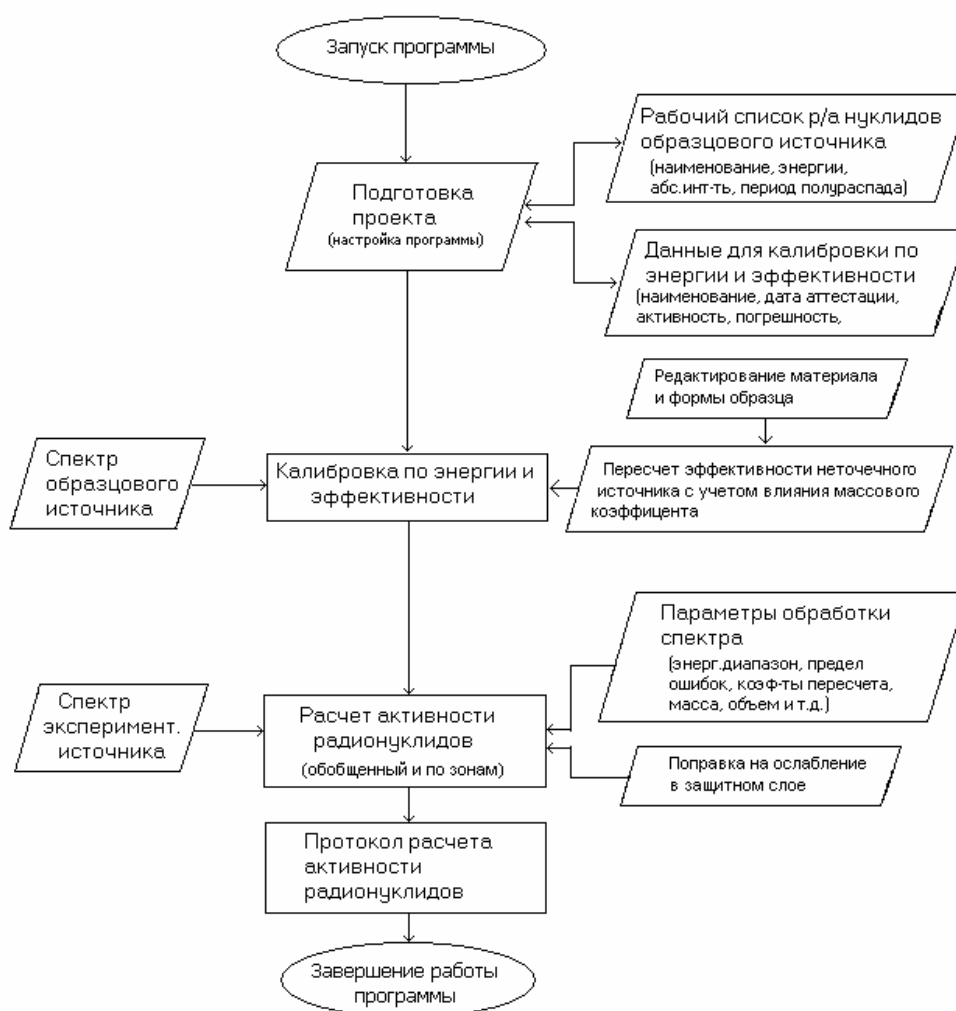 Запуск программы
Рабочий список р/а нуклидов
образцового источника
(наименование, энергии,
абс.инт-ть, период полураспада)
Подготовка
проекта
(настройка программы)
Данные для калибровки по
энергии и эффективности
(наименование, дата аттестации,
активность, погрешность,
Редактирование материала
и формы образца
Спектр
образцового
источника
Калибровка по энергии и
эффективности
Пересчет эффективности неточечного
источника с учетом влияния массового
коэффицента
Параметры обработки
спектра
(энерг.диапазон, предел
ошибок, коэф-ты пересчета,
масса, объем и т.д.)
Спектр
эксперимент.
источника
Расчет активности
радионуклидов
(обобщенный и по зонам)
Поправка на ослабление
в защитном слое
Протокол расчета
активности
радионуклидов
Завершение работы
программы